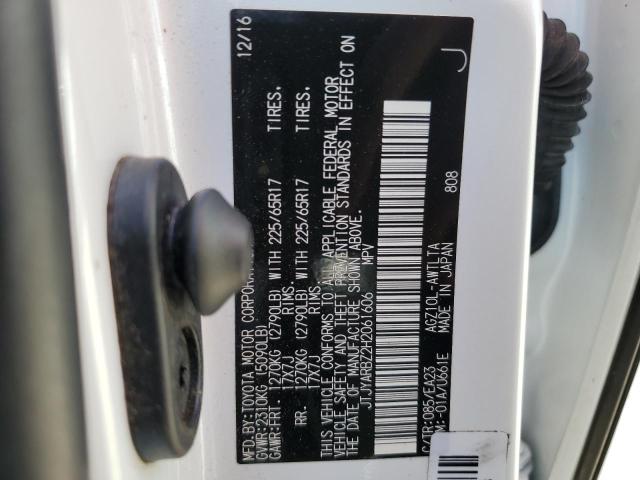 MFD.BY:TOYOTA MOTOR CORPORATION 12/16
GVWR:2310KG (5090LB)
GAWR:FRT. 1270KG (2790LB) WITH 225/65R17 TIRES.
17X7J RIMS.
RR. 1270KG (2790LB) WITH 225/65R17 TIRES.
17X7J RIMS.
THIS VEHICLE CONFORMS TO ALL APPLICABLE FEDERAL MOTOR
VEHICLE SAFETY AND THEFT PREVENTION STANDARDS IN EFFECT ON
THE DATE OF MANUFACTURE SHOWN ABOVE.
JTJYARBZ2H2061606 MPV
J
C/TR:085/EA23 AGZ10L-AWTLTA 808
A/TM:-01A/U661E MADE IN JAPAN